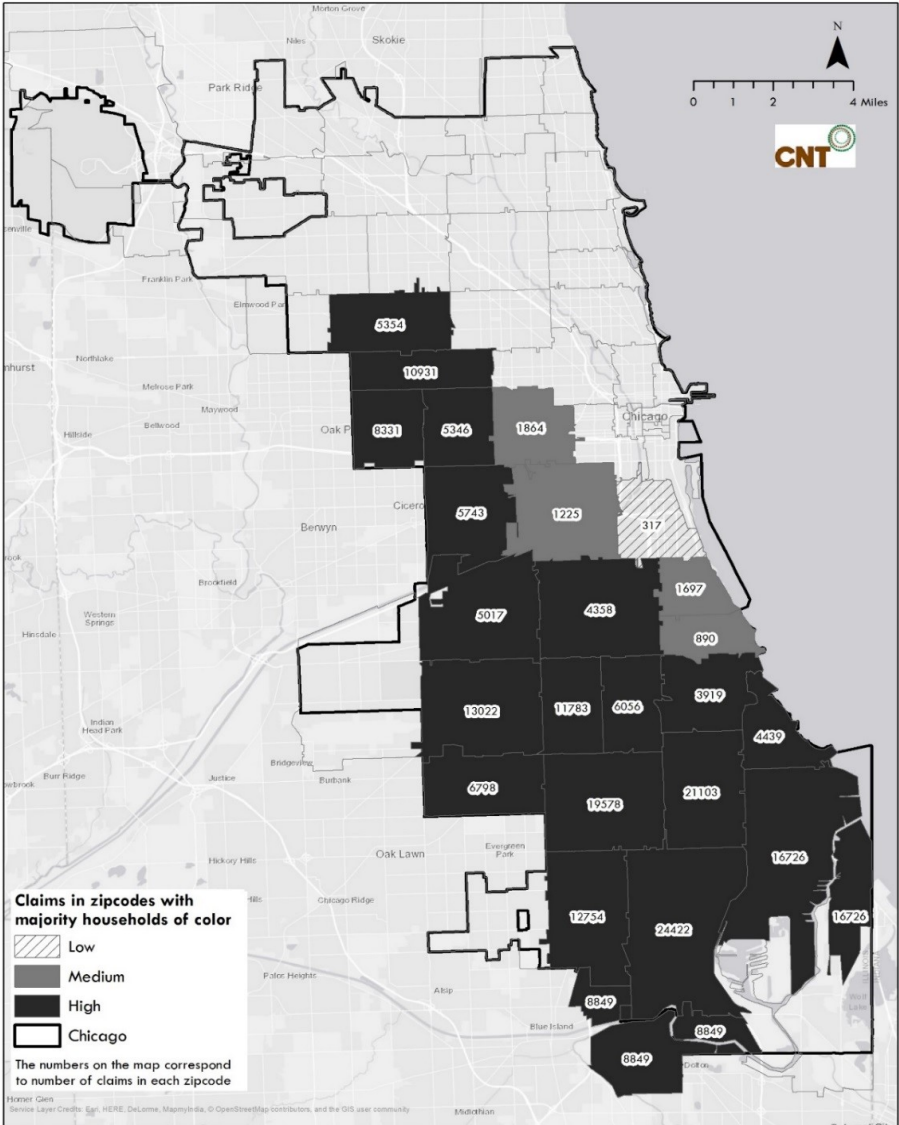 Morton Grove
Skokie
Niles
Park Ridge
N
0 1 2 4 Miles
CNT
Franklin Park
Elmwood Par
Northlake
Melrose Park
Maywood
Bellwood
Hillside
Oak P
Chicago
Cicero
Berwyn
Brookfield
Western
Springs
Hinsdale
Indian
Head Park
Burr Ridge
Justice
Bridgeview
Burbank
Hickory Hills
Oak Lawn
Evergreen
Park
Chicago Ridge
Palos Heights
Alsip
Blue Island
Dolton
Midlothian
Homer Glen
5354
10931
8331
5346
1864
5743
1225
317
5017
4358
1697
890
13022
11783
6056
3919
4439
6798
19578
21103
16726
16726
12754
24422
8849
8849
8849
Claims in zipcodes with
majority households of color
Low
Medium
High
Chicago
The numbers on the map correspond
to number of claims in each zipcode
Service Layer Credits: Esri, HERE, DeLorme, MapmyIndia, © OpenStreetMap contributors, and the GIS user community